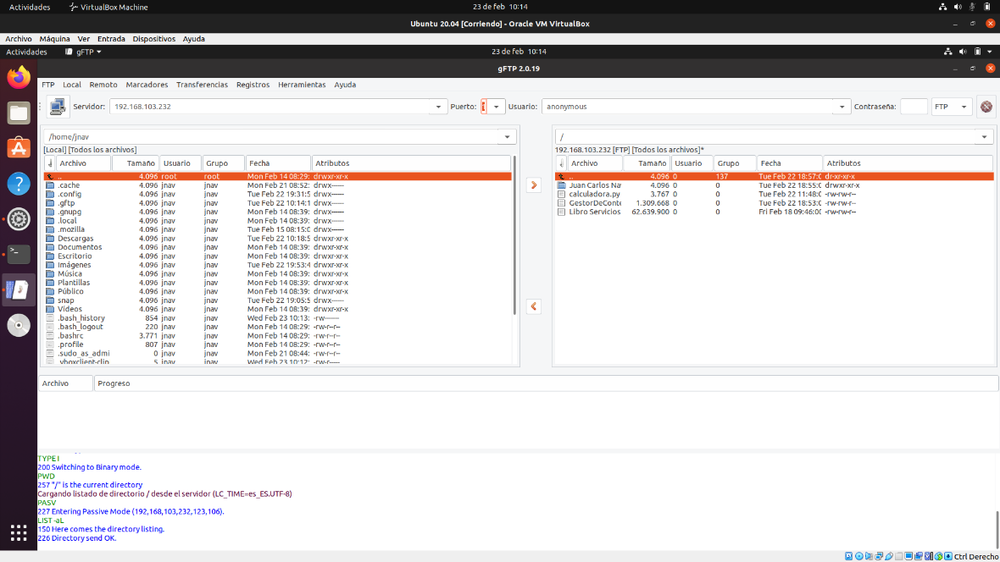 Actividades VirtualBox Machine 23 de feb 10:14
Ubuntu 20.04 [Corriendo] - Oracle VM VirtualBox
Archivo Máquina Ver Entrada Dispositivos Ayuda
Actividades gFTP 23 de feb 10:14
gFTP 2.0.19
FTP Local Remoto Marcadores Transferencias Registros Herramientas Ayuda
Servidor: 192.168.103.232 Puerto: Usuario: anonymous Contraseña: FTP
/home/jnav
[Local] [Todos los archivos]
Archivo Tamaño Usuario Grupo Fecha Atributos
.. 4.096 root root Mon Feb 14 08:29: drwxr-xr-x
.cache 4.096 jnav jnav Mon Feb 21 08:52: drwx------
.config 4.096 jnav jnav Tue Feb 22 19:31:5 drwx------
.gftp 4.096 jnav jnav Tue Feb 22 10:14:1 drwx------
.gnupg 4.096 jnav jnav Mon Feb 14 08:39: drwx------
.local 4.096 jnav jnav Mon Feb 14 08:39: drwx------
.mozilla 4.096 jnav jnav Tue Feb 15 08:15:0 drwx------
Descargas 4.096 jnav jnav Tue Feb 22 10:18:5 drwxr-xr-x
Documentos 4.096 jnav jnav Mon Feb 14 08:39: drwxr-xr-x
Escritorio 4.096 jnav jnav Mon Feb 14 08:39: drwxr-xr-x
Imágenes 4.096 jnav jnav Tue Feb 22 19:53:4 drwxr-xr-x
Música 4.096 jnav jnav Mon Feb 14 08:39: drwxr-xr-x
Plantillas 4.096 jnav jnav Mon Feb 14 08:39: drwxr-xr-x
Público 4.096 jnav jnav Mon Feb 14 08:39: drwxr-xr-x
snap 4.096 jnav jnav Tue Feb 22 19:05:5 drwx------
Vídeos 4.096 jnav jnav Mon Feb 14 08:39: drwxr-xr-x
.bash_history 854 jnav jnav Wed Feb 23 10:13: -rw-------
.bash_logout 220 jnav jnav Mon Feb 14 08:29: -rw-r--r--
.bashrc 3.771 jnav jnav Mon Feb 14 08:29: -rw-r--r--
.profile 807 jnav jnav Mon Feb 14 08:29: -rw-r--r--
.sudo_as_admi 0 jnav jnav Mon Feb 21 08:44: -rw-r--r--
.vboxclient-clip 5 jnav jnav Wed Feb 23 10:12: -rw-r-----
/
192.168.103.232 [FTP] [Todos los archivos]*
Archivo Tamaño Usuario Grupo Fecha Atributos
.. 4.096 0 137 Tue Feb 22 18:57:0 dr-xr-xr-x
Juan Carlos Na 4.096 0 0 Tue Feb 22 18:55:0 drwxr-xr-x
calculadora.py 3.767 0 0 Tue Feb 22 11:48:0 -rw-rw-r--
GestorDeConte 1.309.668 0 0 Tue Feb 22 18:53:0 -rw-rw-r--
Libro Servicios 62.639.900 0 0 Fri Feb 18 09:46:00 -rw-rw-r--
Archivo Progreso
TYPE I
200 Switching to Binary mode.
PWD
257 "/" is the current directory
Cargando listado de directorio / desde el servidor (LC_TIME=es_ES.UTF-8)
PASV
227 Entering Passive Mode (192,168,103,232,123,106).
LIST -aL
150 Here comes the directory listing.
226 Directory send OK.
Ctrl Derecho